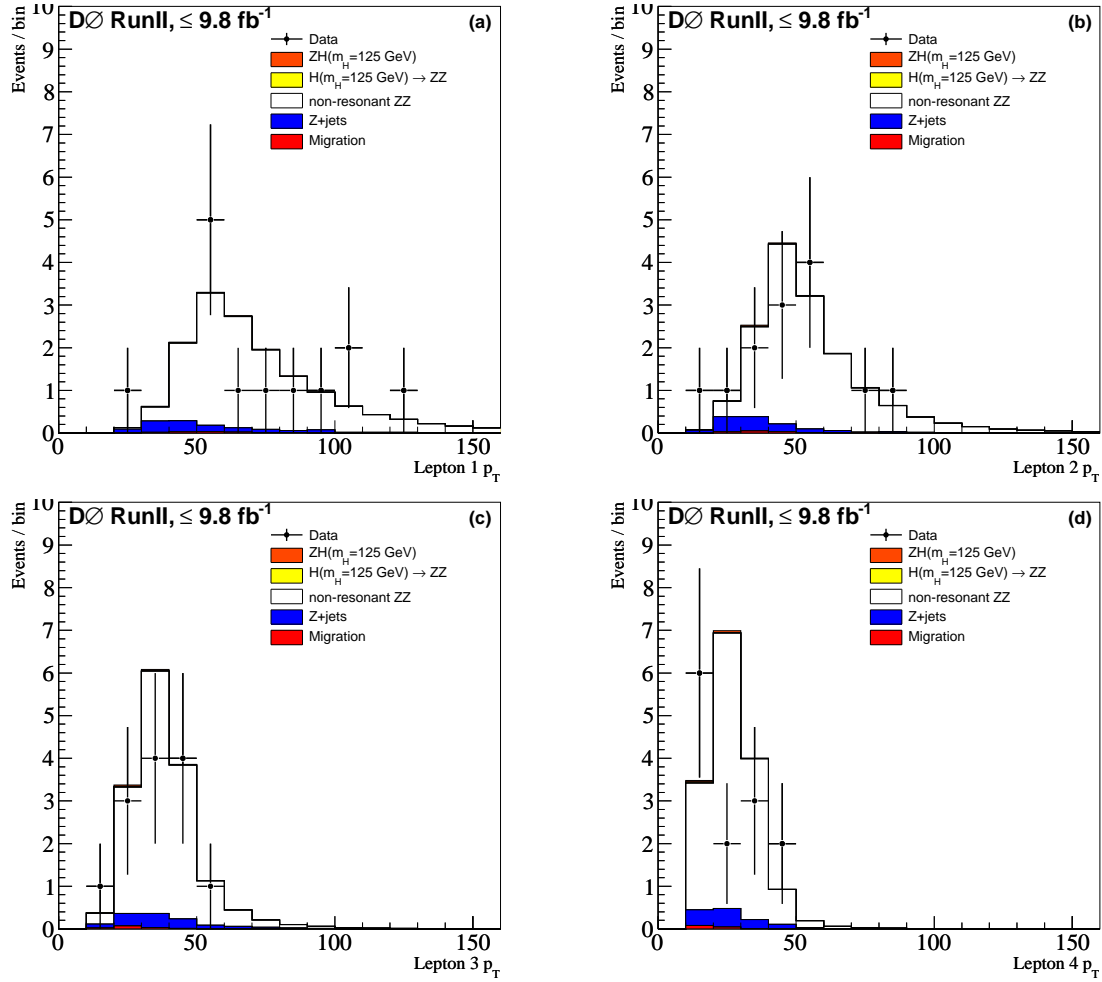 DØ RunII, ≤ 9.8 fb⁻¹ (a)
Events / bin
Data
ZH(m_H=125 GeV)
H(m_H=125 GeV) → ZZ
non-resonant ZZ
Z+jets
Migration
10
9
8
7
6
5
4
3
2
1
0
0 50 100 150
Lepton 1 p_T
DØ RunII, ≤ 9.8 fb⁻¹ (b)
Events / bin
Data
ZH(m_H=125 GeV)
H(m_H=125 GeV) → ZZ
non-resonant ZZ
Z+jets
Migration
10
9
8
7
6
5
4
3
2
1
0
0 50 100 150
Lepton 2 p_T
DØ RunII, ≤ 9.8 fb⁻¹ (c)
Events / bin
Data
ZH(m_H=125 GeV)
H(m_H=125 GeV) → ZZ
non-resonant ZZ
Z+jets
Migration
10
9
8
7
6
5
4
3
2
1
0
0 50 100 150
Lepton 3 p_T
DØ RunII, ≤ 9.8 fb⁻¹ (d)
Events / bin
Data
ZH(m_H=125 GeV)
H(m_H=125 GeV) → ZZ
non-resonant ZZ
Z+jets
Migration
10
9
8
7
6
5
4
3
2
1
0
0 50 100 150
Lepton 4 p_T